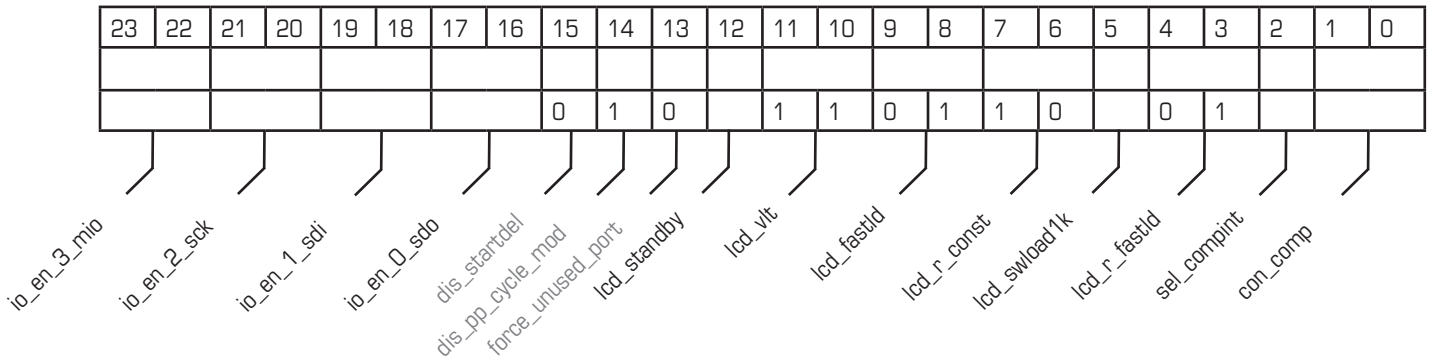 23 22 21 20 19 18 17 16 15 14 13 12 11 10 9 8 7 6 5 4 3 2 1 0
0 1 0 1 1 0 1 1 0 0 1
io_en_3_mio
io_en_2_sck
io_en_1_sdi
io_en_0_sdo
dis_startdel
dis_pp_cycle_mod
force_unused_port
lcd_standby
lcd_vlt
lcd_fastld
lcd_r_const
lcd_swload1k
lcd_r_fastld
sel_compint
con_comp